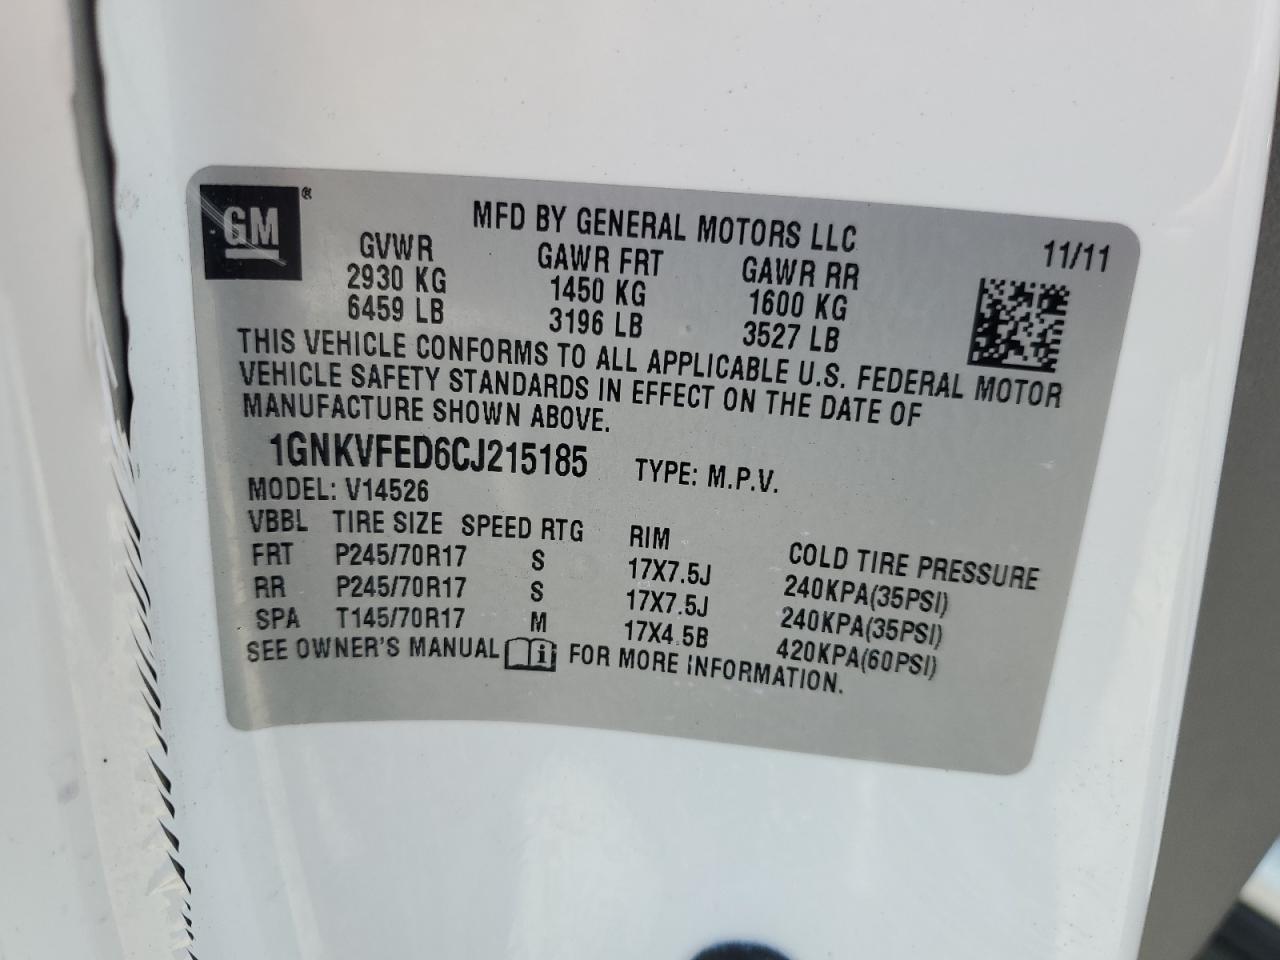 GM ®
MFD BY GENERAL MOTORS LLC 11/11
GVWR GAWR FRT GAWR RR
2930 KG 1450 KG 1600 KG
6459 LB 3196 LB 3527 LB
THIS VEHICLE CONFORMS TO ALL APPLICABLE U.S. FEDERAL MOTOR
VEHICLE SAFETY STANDARDS IN EFFECT ON THE DATE OF
MANUFACTURE SHOWN ABOVE.
1GNKVFED6CJ215185 TYPE: M.P.V.
MODEL: V14526
VBBL TIRE SIZE SPEED RTG RIM COLD TIRE PRESSURE
FRT P245/70R17 S 17X7.5J 240KPA(35PSI)
RR P245/70R17 S 17X7.5J 240KPA(35PSI)
SPA T145/70R17 M 17X4.5B 420KPA(60PSI)
SEE OWNER'S MANUAL i FOR MORE INFORMATION.